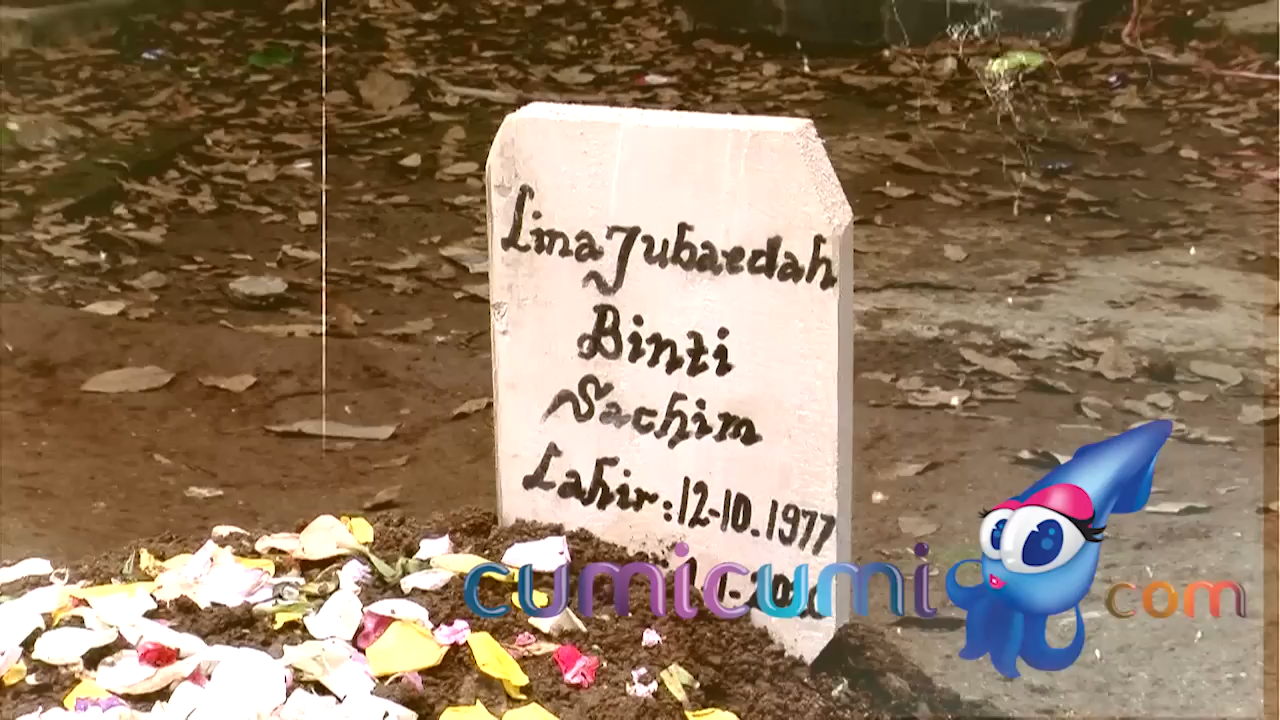 Lina Jubaedah
Binti
Sachim
Lahir : 12-10.1977
cumicumi com